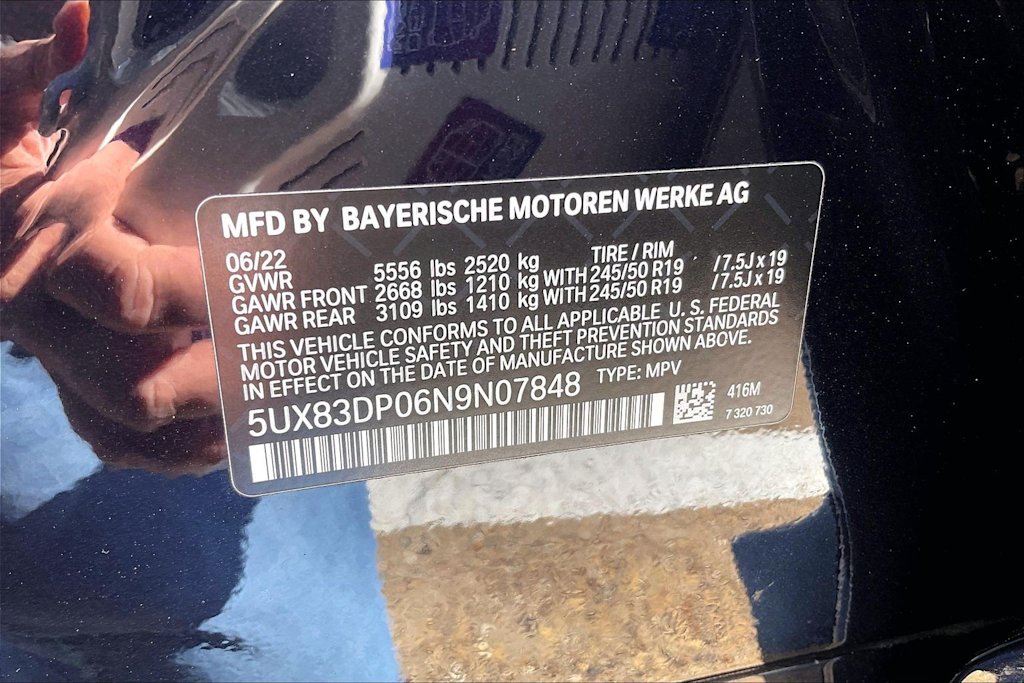 MFD BY BAYERISCHE MOTOREN WERKE AG
06/22 TIRE / RIM
GVWR 5556 lbs 2520 kg
GAWR FRONT 2668 lbs 1210 kg WITH 245/50 R19 /7.5J x 19
GAWR REAR 3109 lbs 1410 kg WITH 245/50 R19 /7.5J x 19
THIS VEHICLE CONFORMS TO ALL APPLICABLE U. S. FEDERAL
MOTOR VEHICLE SAFETY AND THEFT PREVENTION STANDARDS
IN EFFECT ON THE DATE OF MANUFACTURE SHOWN ABOVE.
5UX83DP06N9N07848 TYPE: MPV
416M
7 320 730